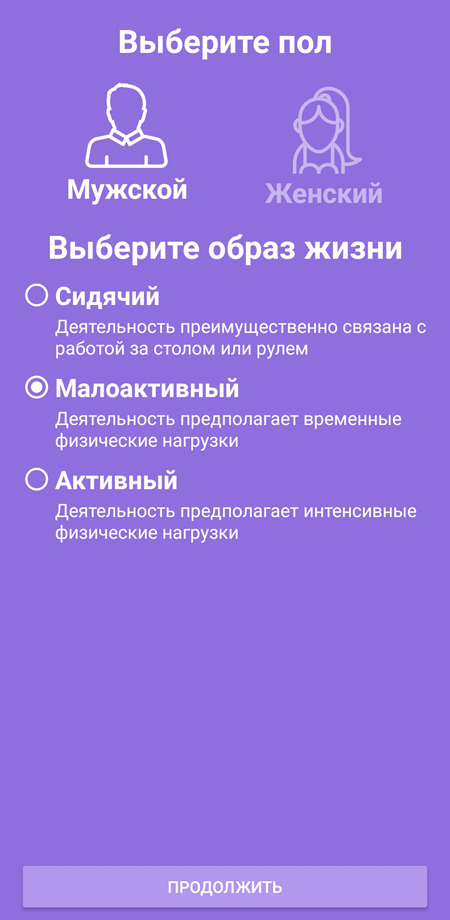 Выберите пол
Мужской
Женский
Выберите образ жизни
Сидячий
Деятельность преимущественно связана с
работой за столом или рулем
Малоактивный
Деятельность предполагает временные
физические нагрузки
Активный
Деятельность предполагает интенсивные
физические нагрузки
ПРОДОЛЖИТЬ